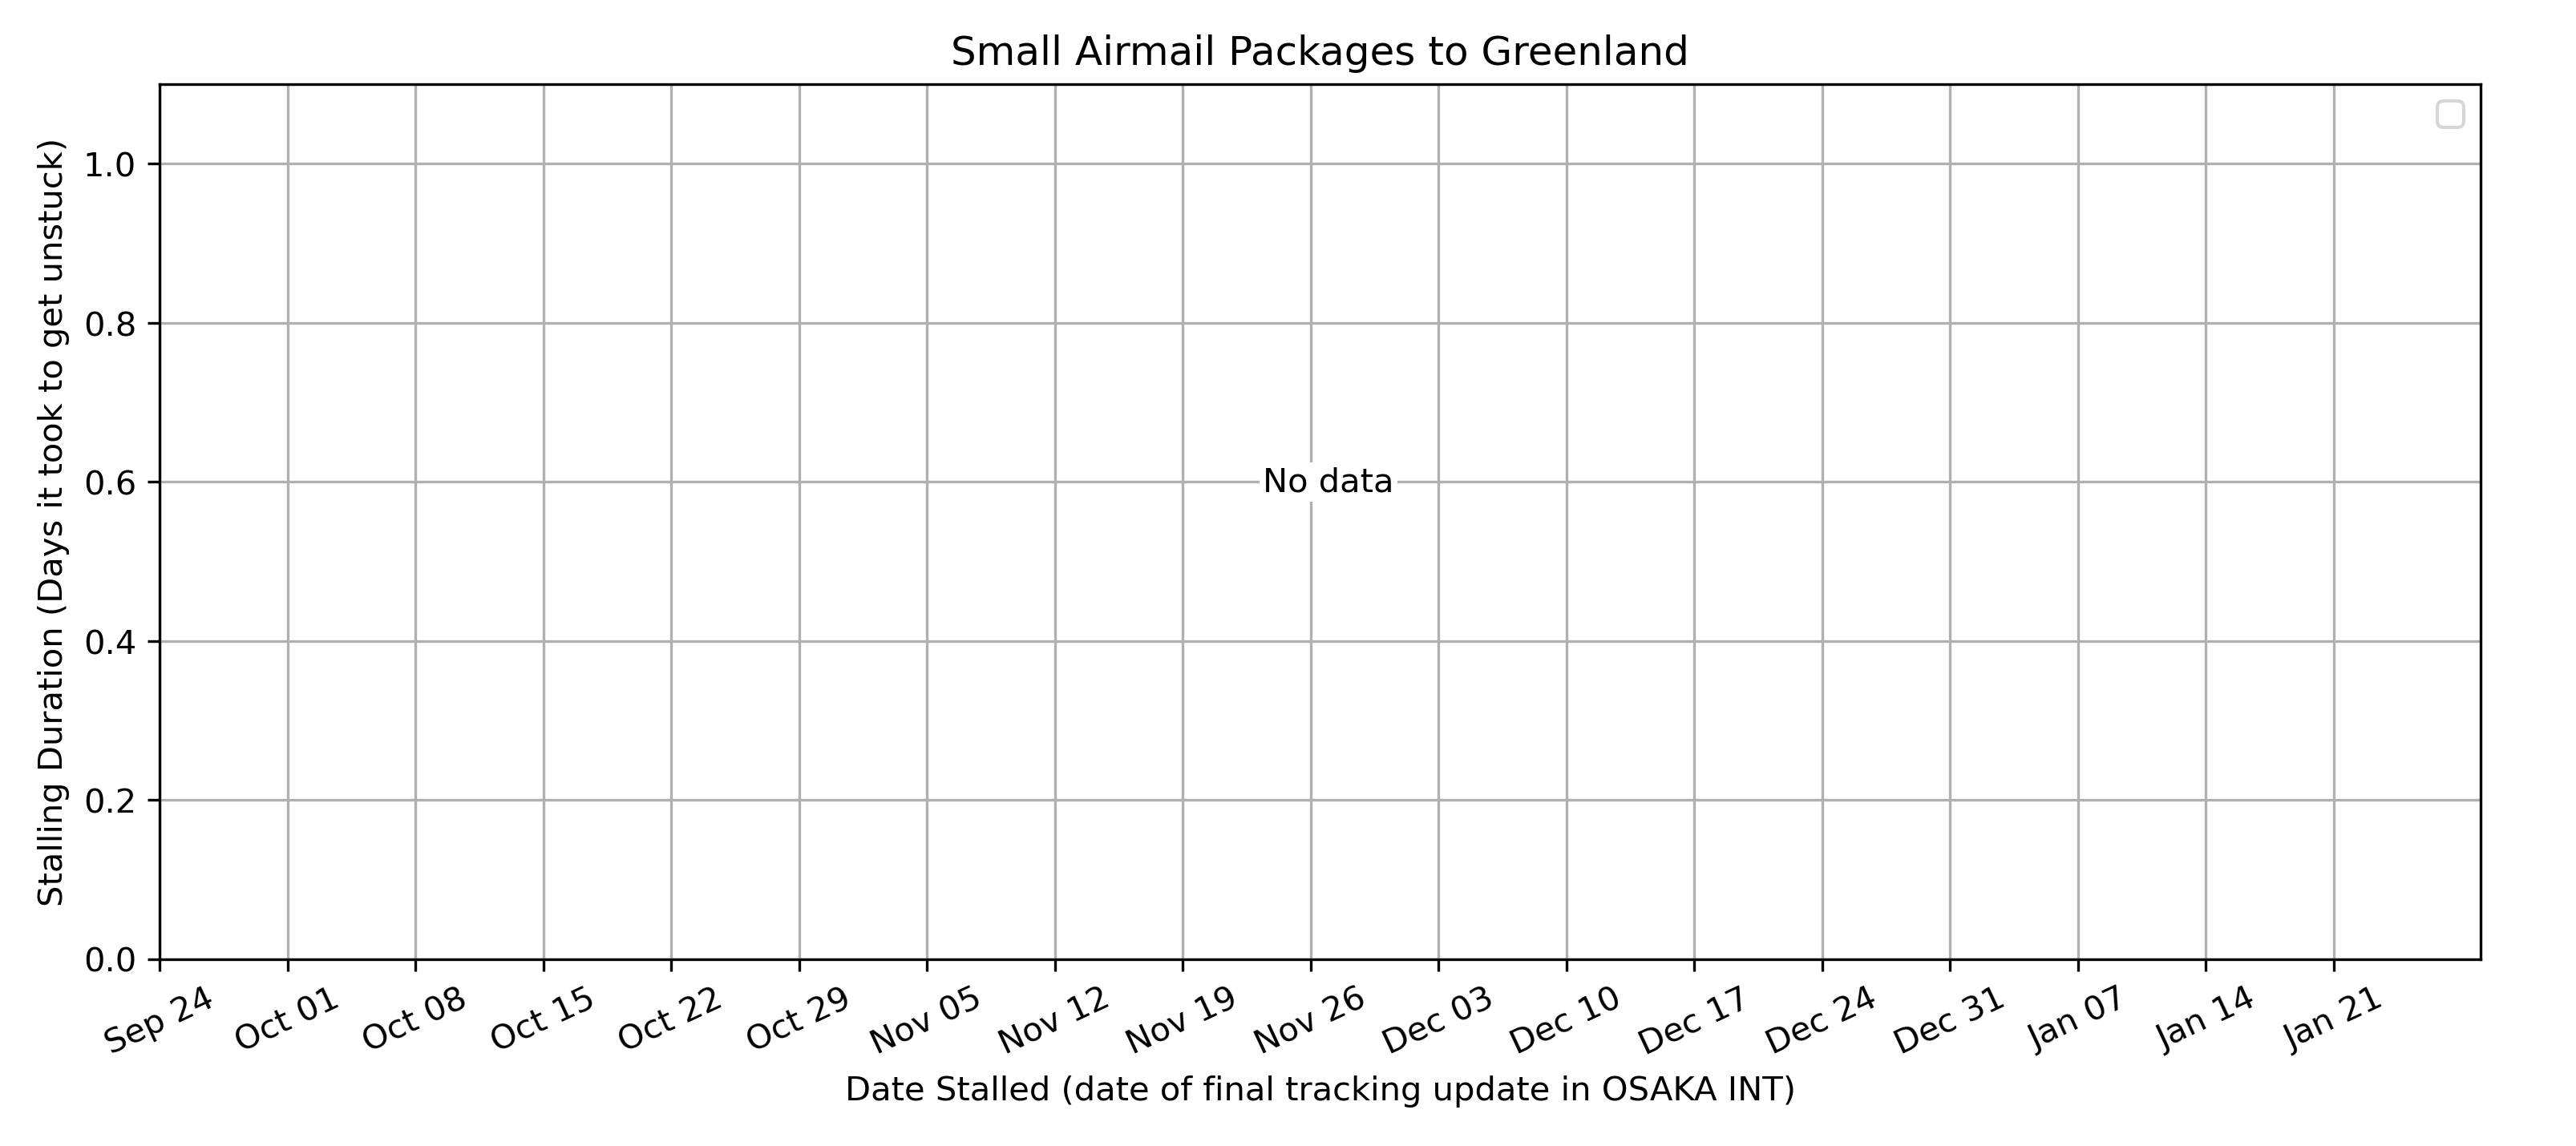 Small Airmail Packages to Greenland
Stalling Duration (Days it took to get unstuck)
1.0
0.8
0.6
0.4
0.2
0.0
No data
Sep 24
Oct 01
Oct 08
Oct 15
Oct 22
Oct 29
Nov 05
Nov 12
Nov 19
Nov 26
Dec 03
Dec 10
Dec 17
Dec 24
Dec 31
Jan 07
Jan 14
Jan 21
Date Stalled (date of final tracking update in OSAKA INT)